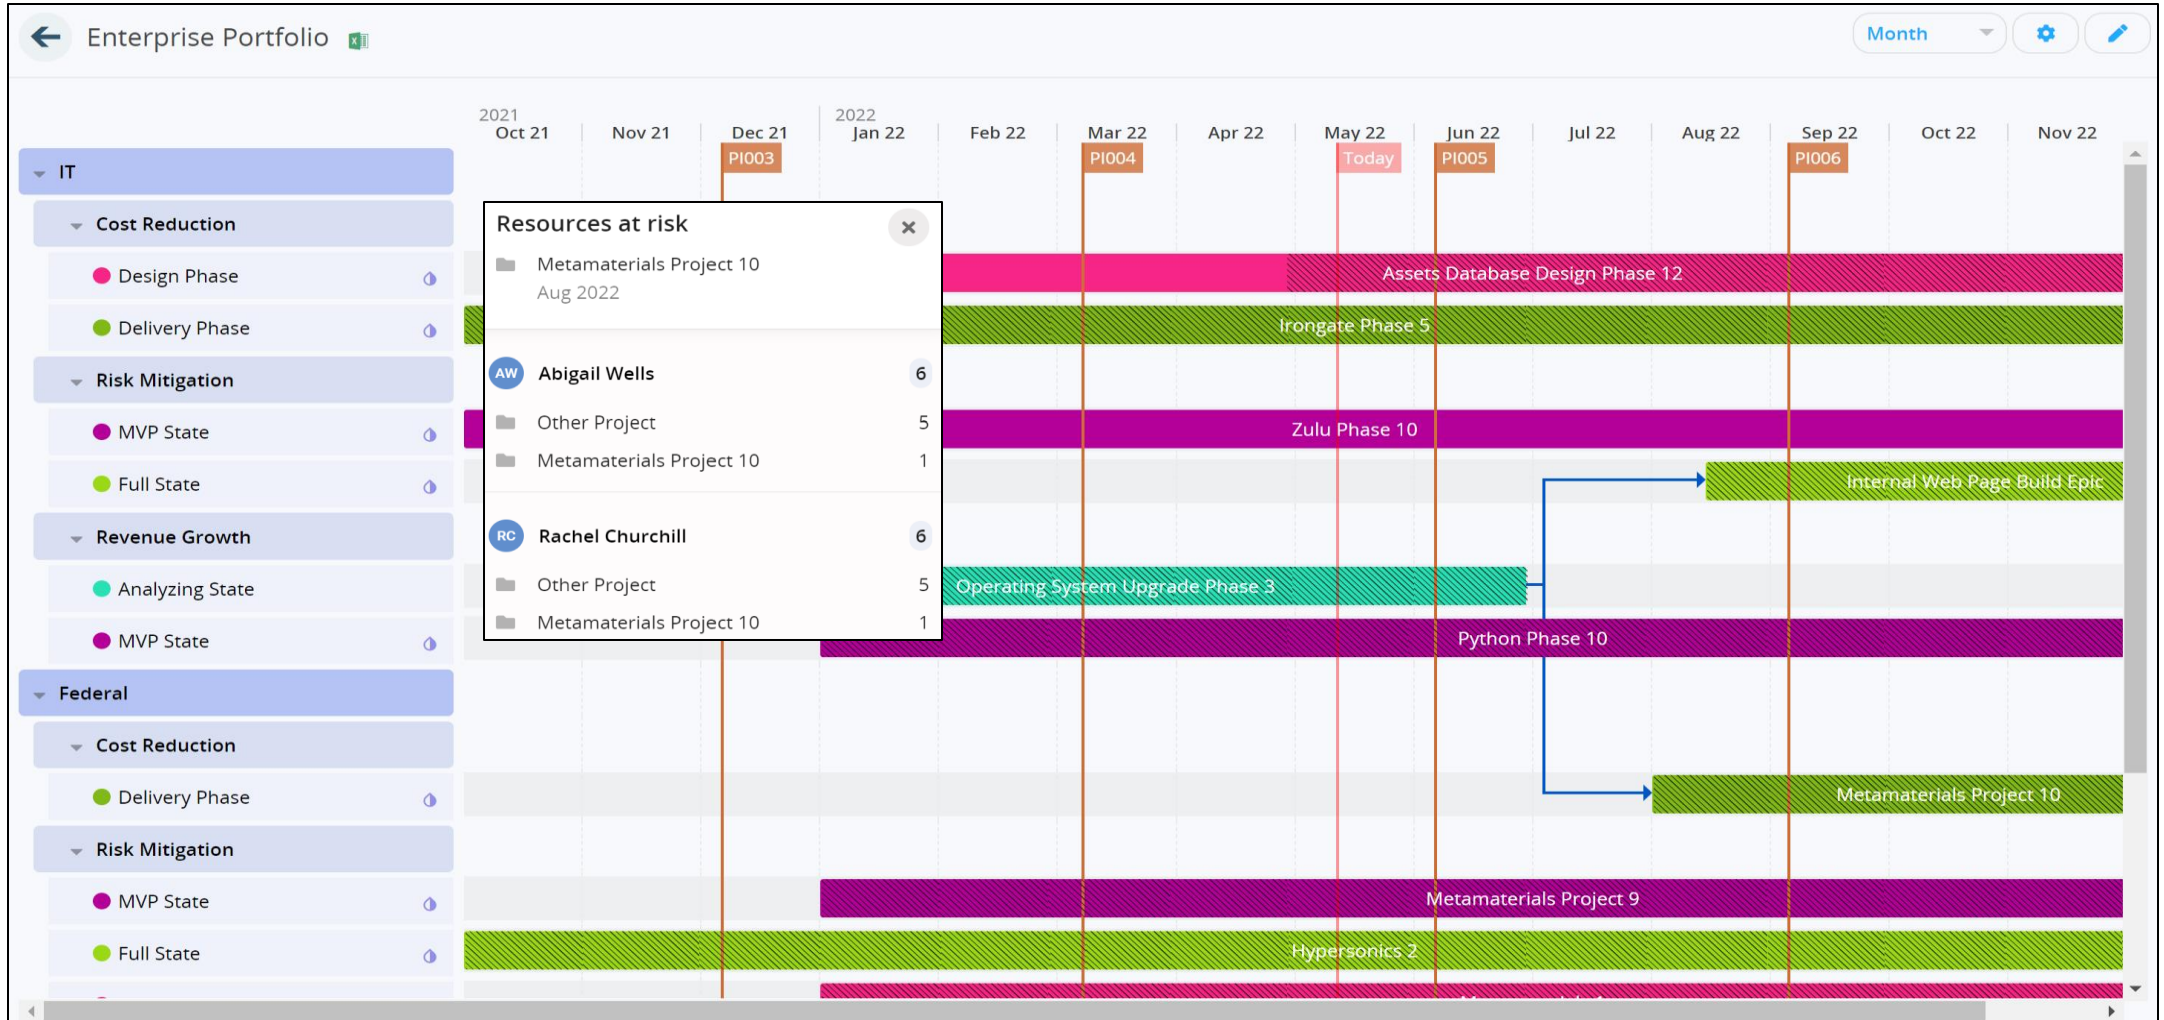 Enterprise Portfolio
Month
2021
2022
Oct 21 Nov 21 Dec 21 Jan 22 Feb 22 Mar 22 Apr 22 May 22 Jun 22 Jul 22 Aug 22 Sep 22 Oct 22 Nov 22
PI003 PI004 Today PI005 PI006
IT
Cost Reduction
Design Phase
Assets Database Design Phase 12
Delivery Phase
Irongate Phase 5
Risk Mitigation
MVP State
Zulu Phase 10
Full State
Internal Web Page Build Epic
Revenue Growth
Analyzing State
Operating System Upgrade Phase 3
MVP State
Python Phase 10
Federal
Cost Reduction
Delivery Phase
Metamaterials Project 10
Risk Mitigation
MVP State
Metamaterials Project 9
Full State
Hypersonics 2
Resources at risk
Metamaterials Project 10
Aug 2022
AW Abigail Wells 6
Other Project 5
Metamaterials Project 10 1
RC Rachel Churchill 6
Other Project 5
Metamaterials Project 10 1